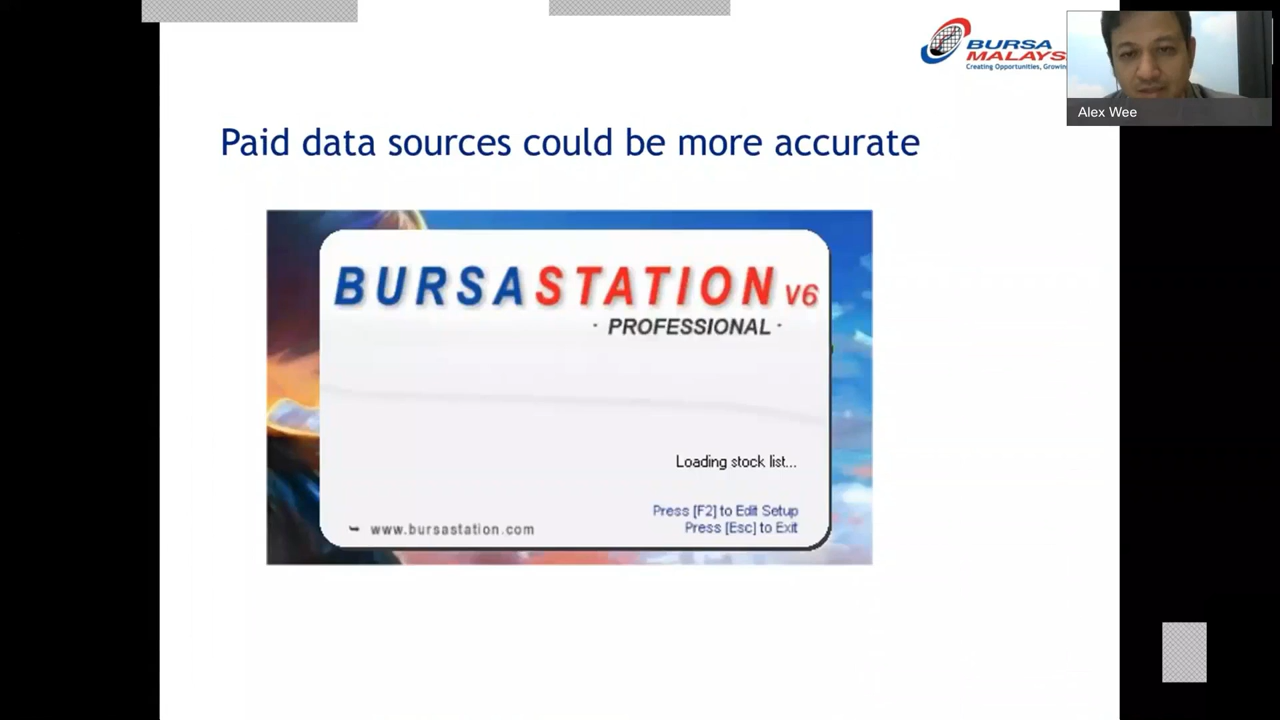 BURSA
MALAYS
Creating Opportunities, Growin
Alex Wee
Paid data sources could be more accurate
BURSASTATION V6
- PROFESSIONAL -
Loading stock list...
Press [F2] to Edit Setup
Press [Esc] to Exit
www.bursastation.com